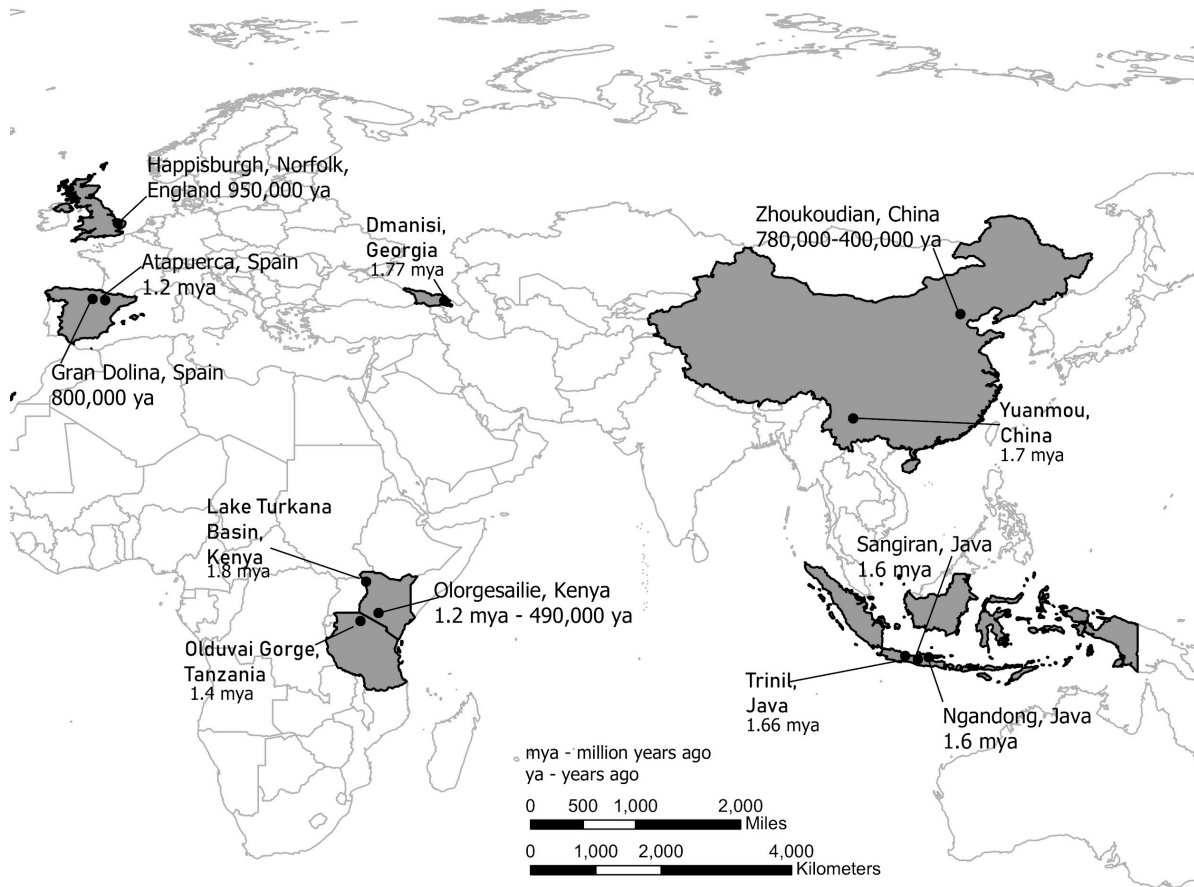 Happisburgh, Norfolk,
England 950,000 ya
Atapuerca, Spain
1.2 mya
Gran Dolina, Spain
800,000 ya
Dmanisi,
Georgia
1.77 mya
Zhoukoudian, China
780,000-400,000 ya
Yuanmou,
China
1.7 mya
Lake Turkana
Basin,
Kenya
1.8 mya
Olorgesailie, Kenya
1.2 mya - 490,000 ya
Olduvai Gorge,
Tanzania
1.4 mya
Sangiran, Java
1.6 mya
Trinil,
Java
1.66 mya
Ngandong, Java
1.6 mya
mya - million years ago
ya - years ago
0 500 1,000 2,000
Miles
0 1,000 2,000 4,000
Kilometers